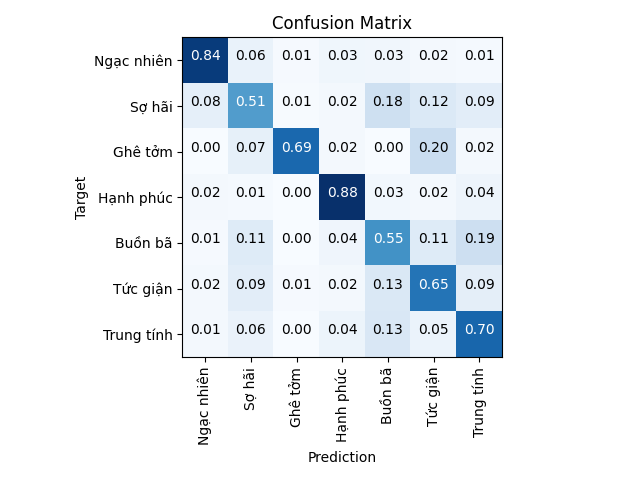 Confusion Matrix
Ngạc nhiên 0.84 0.06 0.01 0.03 0.03 0.02 0.01
Sợ hãi 0.08 0.51 0.01 0.02 0.18 0.12 0.09
Ghê tởm 0.00 0.07 0.69 0.02 0.00 0.20 0.02
Hạnh phúc 0.02 0.01 0.00 0.88 0.03 0.02 0.04
Buồn bã 0.01 0.11 0.00 0.04 0.55 0.11 0.19
Tức giận 0.02 0.09 0.01 0.02 0.13 0.65 0.09
Trung tính 0.01 0.06 0.00 0.04 0.13 0.05 0.70
Target
Ngạc nhiên
Sợ hãi
Ghê tởm
Hạnh phúc
Buồn bã
Tức giận
Trung tính
Prediction